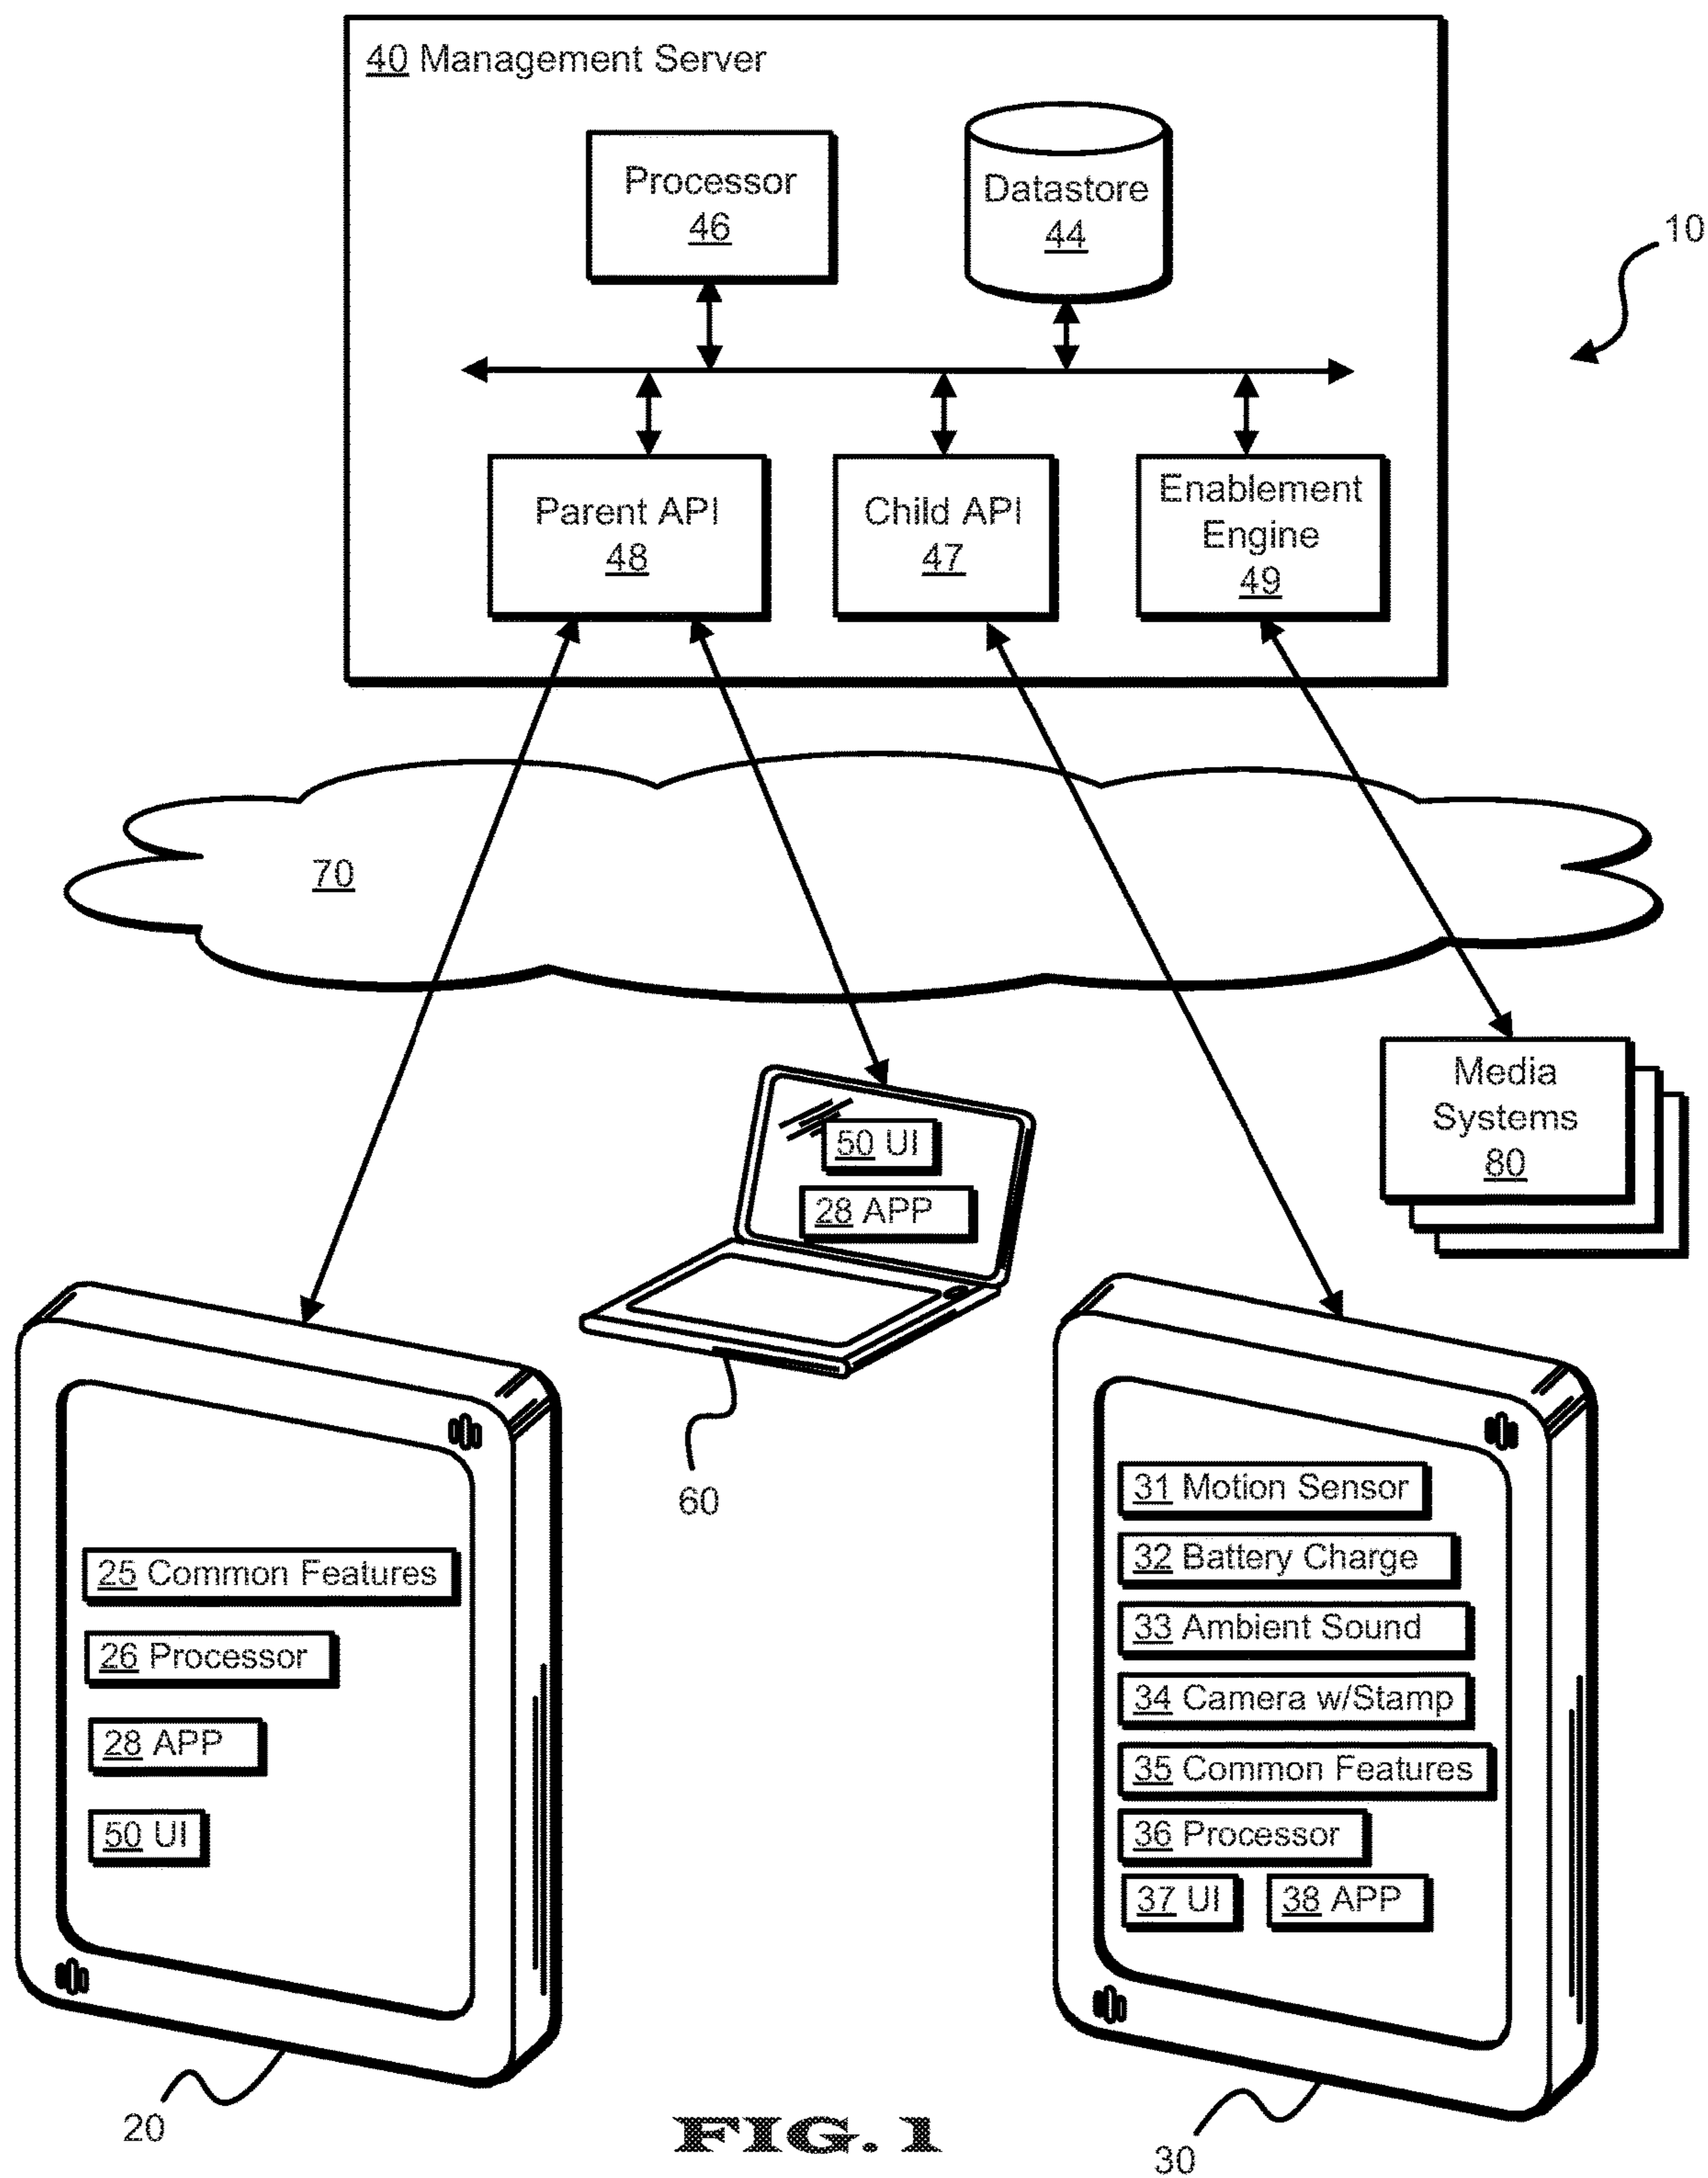 40 Management Server
Processor
46
Datastore
44
10
Parent API
48
Child API
47
Enablement
Engine
49
70
Media
Systems
80
50 UI
28 APP
60
25 Common Features
26 Processor
28 APP
50 UI
20
31 Motion Sensor
32 Battery Charge
33 Ambient Sound
34 Camera w/Stamp
35 Common Features
36 Processor
37 UI
38 APP
30
FIG. 1